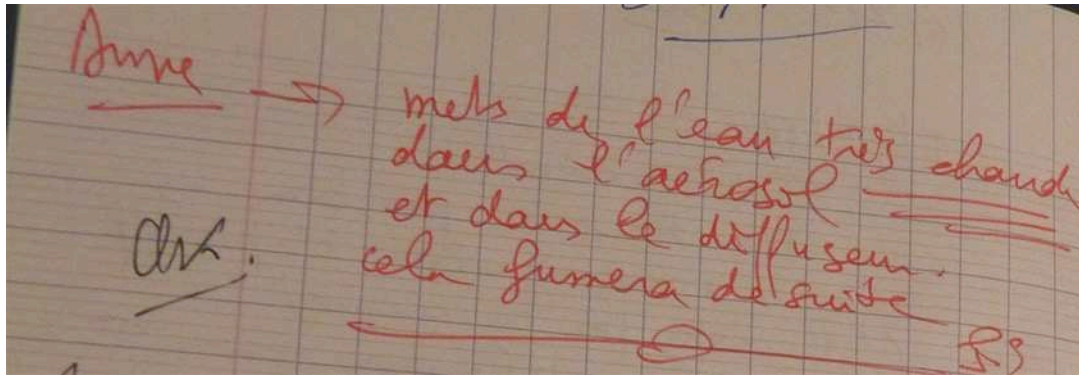 Anne → mets de l'eau très chaude
dans l'aérosol
et dans le diffuseur.
cela fumera de suite